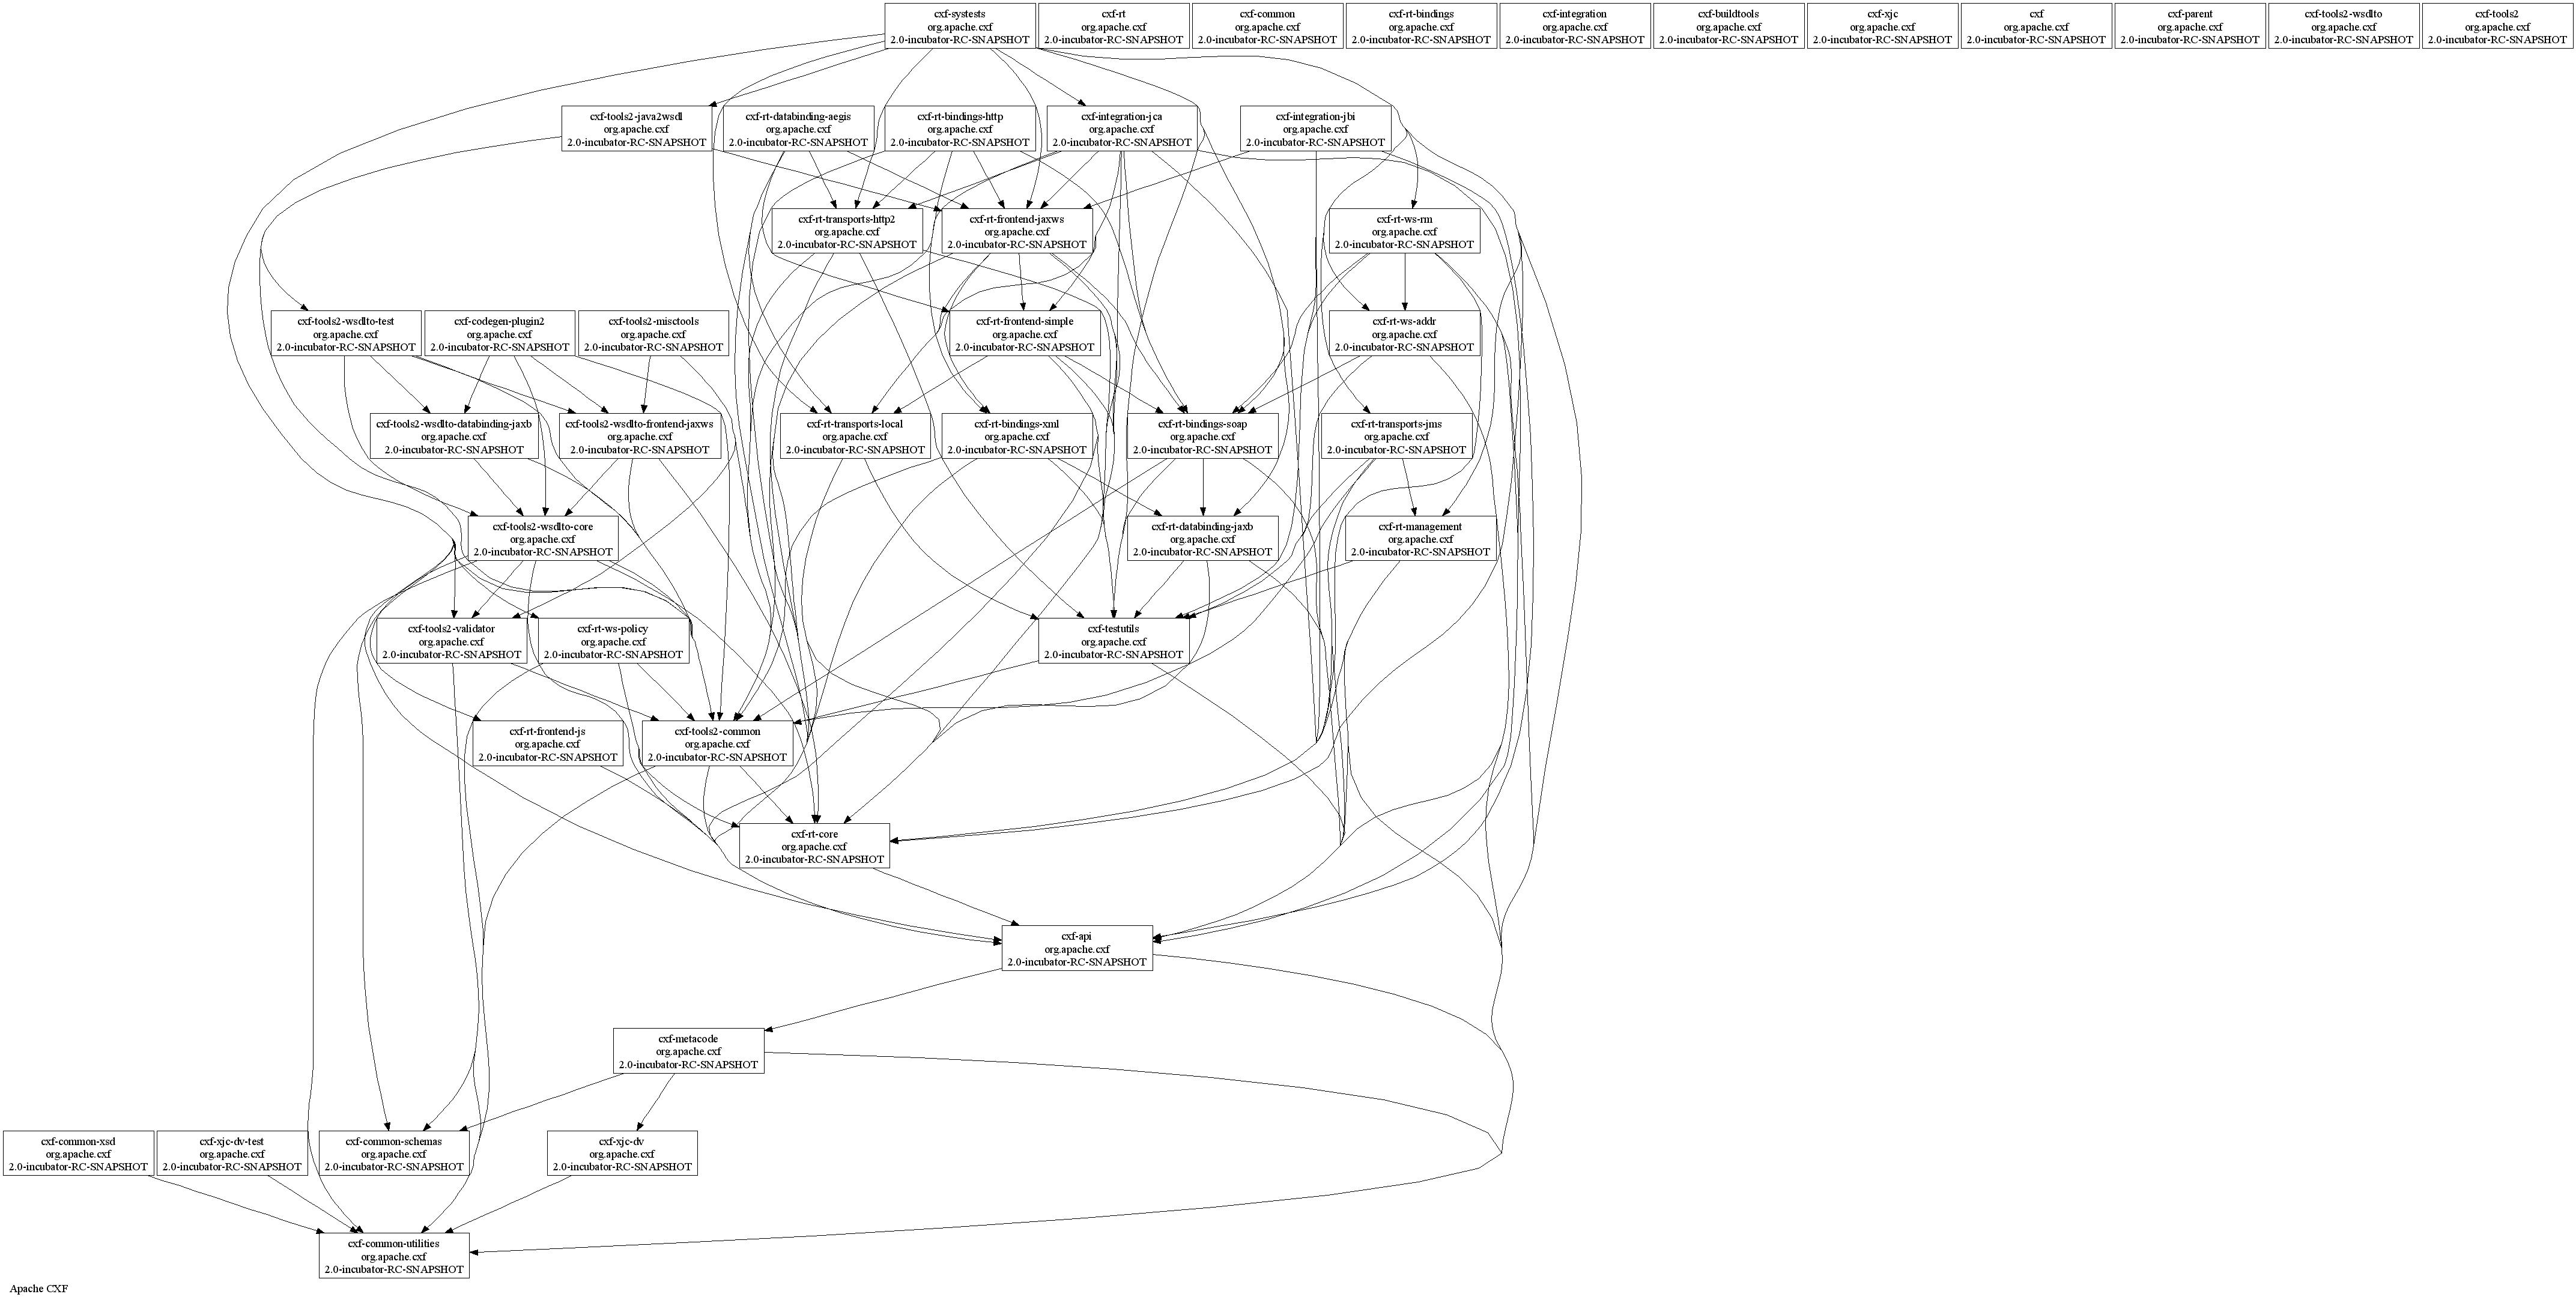 cxf-systests
org.apache.cxf
2.0-incubator-RC-SNAPSHOT
cxf-rt
org.apache.cxf
2.0-incubator-RC-SNAPSHOT
cxf-common
org.apache.cxf
2.0-incubator-RC-SNAPSHOT
cxf-rt-bindings
org.apache.cxf
2.0-incubator-RC-SNAPSHOT
cxf-integration
org.apache.cxf
2.0-incubator-RC-SNAPSHOT
cxf-buildtools
org.apache.cxf
2.0-incubator-RC-SNAPSHOT
cxf-xjc
org.apache.cxf
2.0-incubator-RC-SNAPSHOT
cxf
org.apache.cxf
2.0-incubator-RC-SNAPSHOT
cxf-parent
org.apache.cxf
2.0-incubator-RC-SNAPSHOT
cxf-tools2-wsdlto
org.apache.cxf
2.0-incubator-RC-SNAPSHOT
cxf-tools2
org.apache.cxf
2.0-incubator-RC-SNAPSHOT
cxf-tools2-java2wsdl
org.apache.cxf
2.0-incubator-RC-SNAPSHOT
cxf-rt-databinding-aegis
org.apache.cxf
2.0-incubator-RC-SNAPSHOT
cxf-rt-bindings-http
org.apache.cxf
2.0-incubator-RC-SNAPSHOT
cxf-integration-jca
org.apache.cxf
2.0-incubator-RC-SNAPSHOT
cxf-integration-jbi
org.apache.cxf
2.0-incubator-RC-SNAPSHOT
cxf-rt-transports-http2
org.apache.cxf
2.0-incubator-RC-SNAPSHOT
cxf-rt-frontend-jaxws
org.apache.cxf
2.0-incubator-RC-SNAPSHOT
cxf-rt-ws-rm
org.apache.cxf
2.0-incubator-RC-SNAPSHOT
cxf-tools2-wsdlto-test
org.apache.cxf
2.0-incubator-RC-SNAPSHOT
cxf-codegen-plugin2
org.apache.cxf
2.0-incubator-RC-SNAPSHOT
cxf-tools2-misctools
org.apache.cxf
2.0-incubator-RC-SNAPSHOT
cxf-rt-frontend-simple
org.apache.cxf
2.0-incubator-RC-SNAPSHOT
cxf-rt-ws-addr
org.apache.cxf
2.0-incubator-RC-SNAPSHOT
cxf-tools2-wsdlto-databinding-jaxb
org.apache.cxf
2.0-incubator-RC-SNAPSHOT
cxf-tools2-wsdlto-frontend-jaxws
org.apache.cxf
2.0-incubator-RC-SNAPSHOT
cxf-rt-transports-local
org.apache.cxf
2.0-incubator-RC-SNAPSHOT
cxf-rt-bindings-xml
org.apache.cxf
2.0-incubator-RC-SNAPSHOT
cxf-rt-bindings-soap
org.apache.cxf
2.0-incubator-RC-SNAPSHOT
cxf-rt-transports-jms
org.apache.cxf
2.0-incubator-RC-SNAPSHOT
cxf-tools2-wsdlto-core
org.apache.cxf
2.0-incubator-RC-SNAPSHOT
cxf-rt-databinding-jaxb
org.apache.cxf
2.0-incubator-RC-SNAPSHOT
cxf-rt-management
org.apache.cxf
2.0-incubator-RC-SNAPSHOT
cxf-tools2-validator
org.apache.cxf
2.0-incubator-RC-SNAPSHOT
cxf-rt-ws-policy
org.apache.cxf
2.0-incubator-RC-SNAPSHOT
cxf-testutils
org.apache.cxf
2.0-incubator-RC-SNAPSHOT
cxf-rt-frontend-js
org.apache.cxf
2.0-incubator-RC-SNAPSHOT
cxf-tools2-common
org.apache.cxf
2.0-incubator-RC-SNAPSHOT
cxf-rt-core
org.apache.cxf
2.0-incubator-RC-SNAPSHOT
cxf-api
org.apache.cxf
2.0-incubator-RC-SNAPSHOT
cxf-metacode
org.apache.cxf
2.0-incubator-RC-SNAPSHOT
cxf-common-xsd
org.apache.cxf
2.0-incubator-RC-SNAPSHOT
cxf-xjc-dv-test
org.apache.cxf
2.0-incubator-RC-SNAPSHOT
cxf-common-schemas
org.apache.cxf
2.0-incubator-RC-SNAPSHOT
cxf-xjc-dv
org.apache.cxf
2.0-incubator-RC-SNAPSHOT
cxf-common-utilities
org.apache.cxf
2.0-incubator-RC-SNAPSHOT
Apache CXF